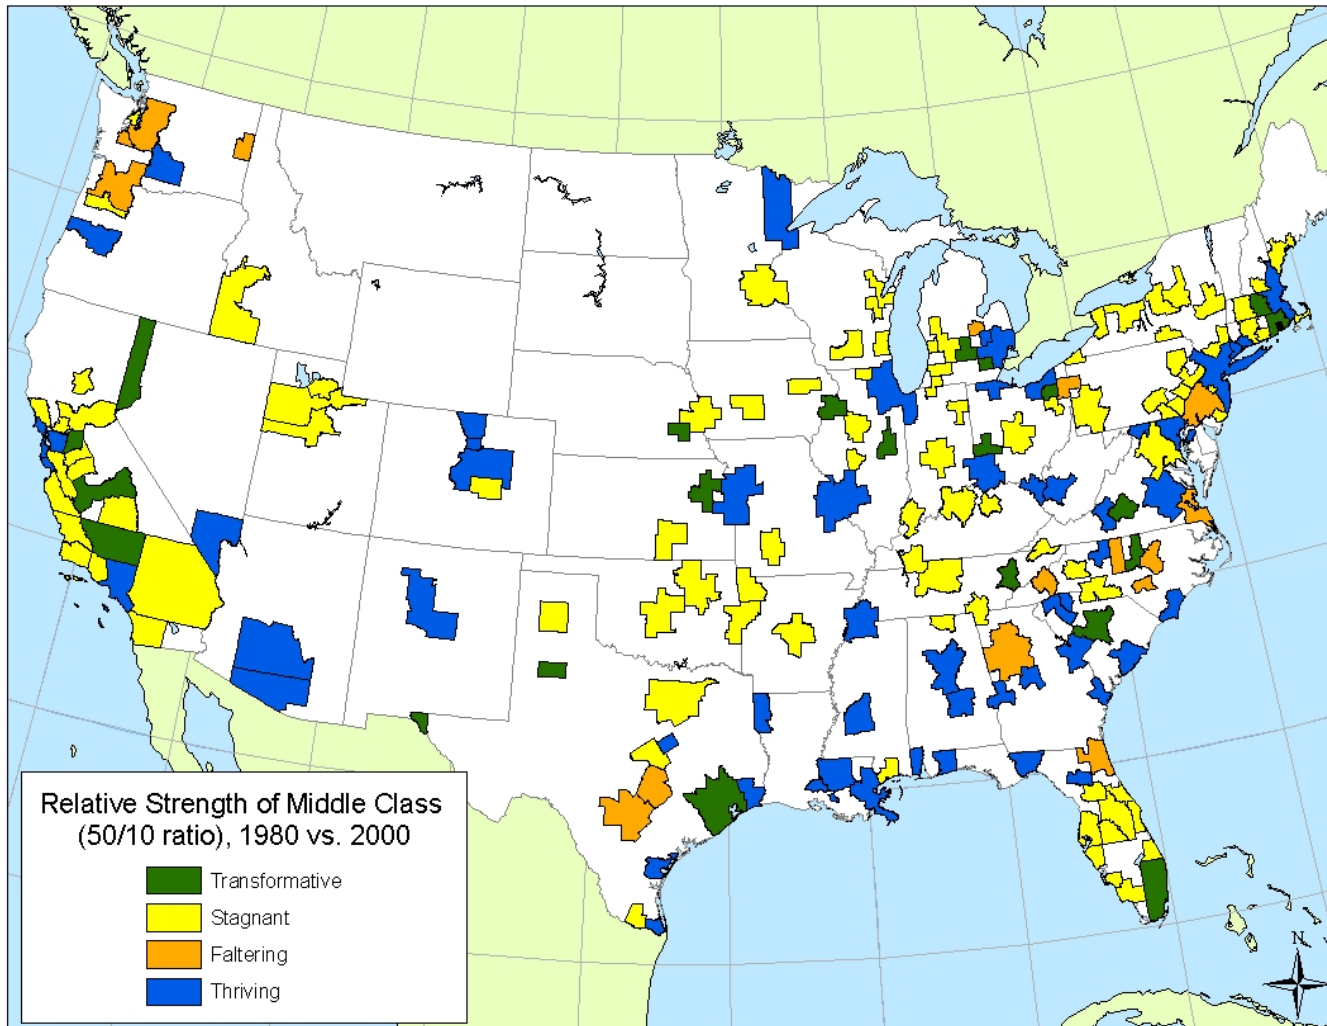 Relative Strength of Middle Class
(50/10 ratio), 1980 vs. 2000
Transformative
Stagnant
Faltering
Thriving
N